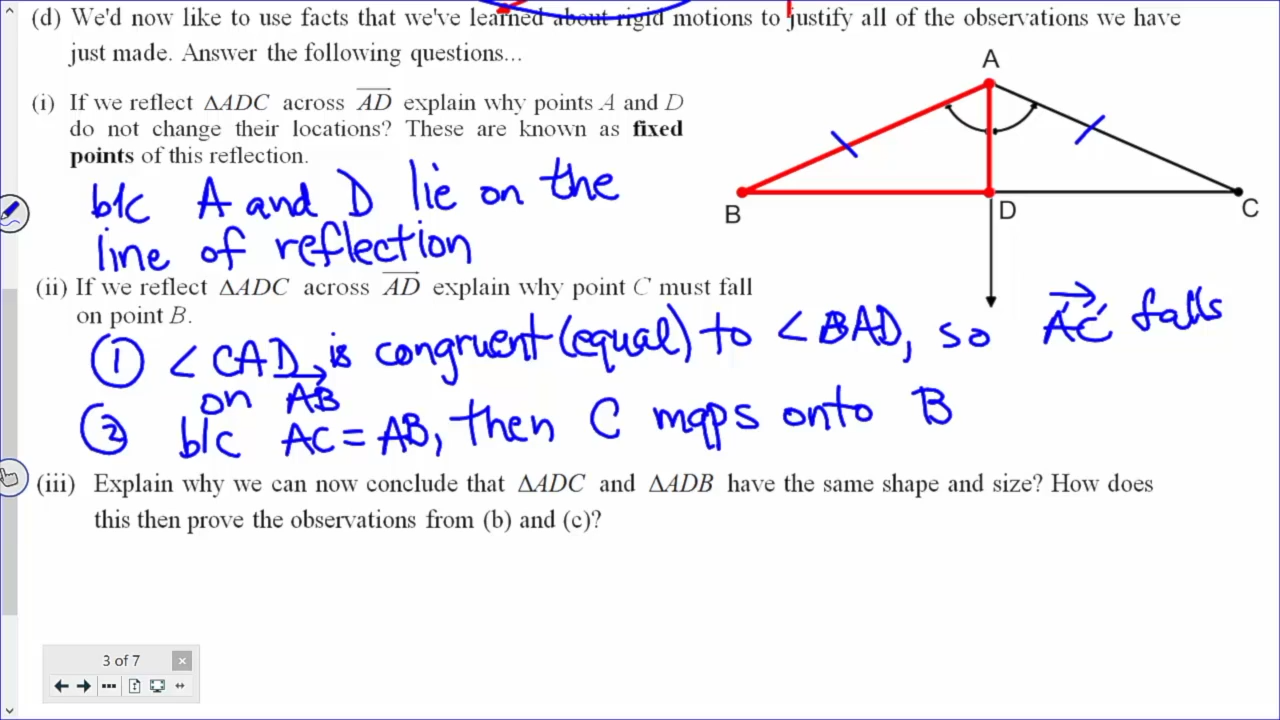 (d) We'd now like to use facts that we've learned about rigid motions to justify all of the observations we have
just made. Answer the following questions...
(i) If we reflect ΔADC across AD explain why points A and D
do not change their locations? These are known as fixed
points of this reflection.
b/c A and D lie on the
line of reflection
A
B
D
C
(ii) If we reflect ΔADC across AD explain why point C must fall
on point B.
① ∠CAD is congruent (equal) to ∠BAD, so A'C' falls
on AB
② b/c AC = AB, then C maps onto B
(iii) Explain why we can now conclude that ΔADC and ΔADB have the same shape and size? How does
this then prove the observations from (b) and (c)?
3 of 7